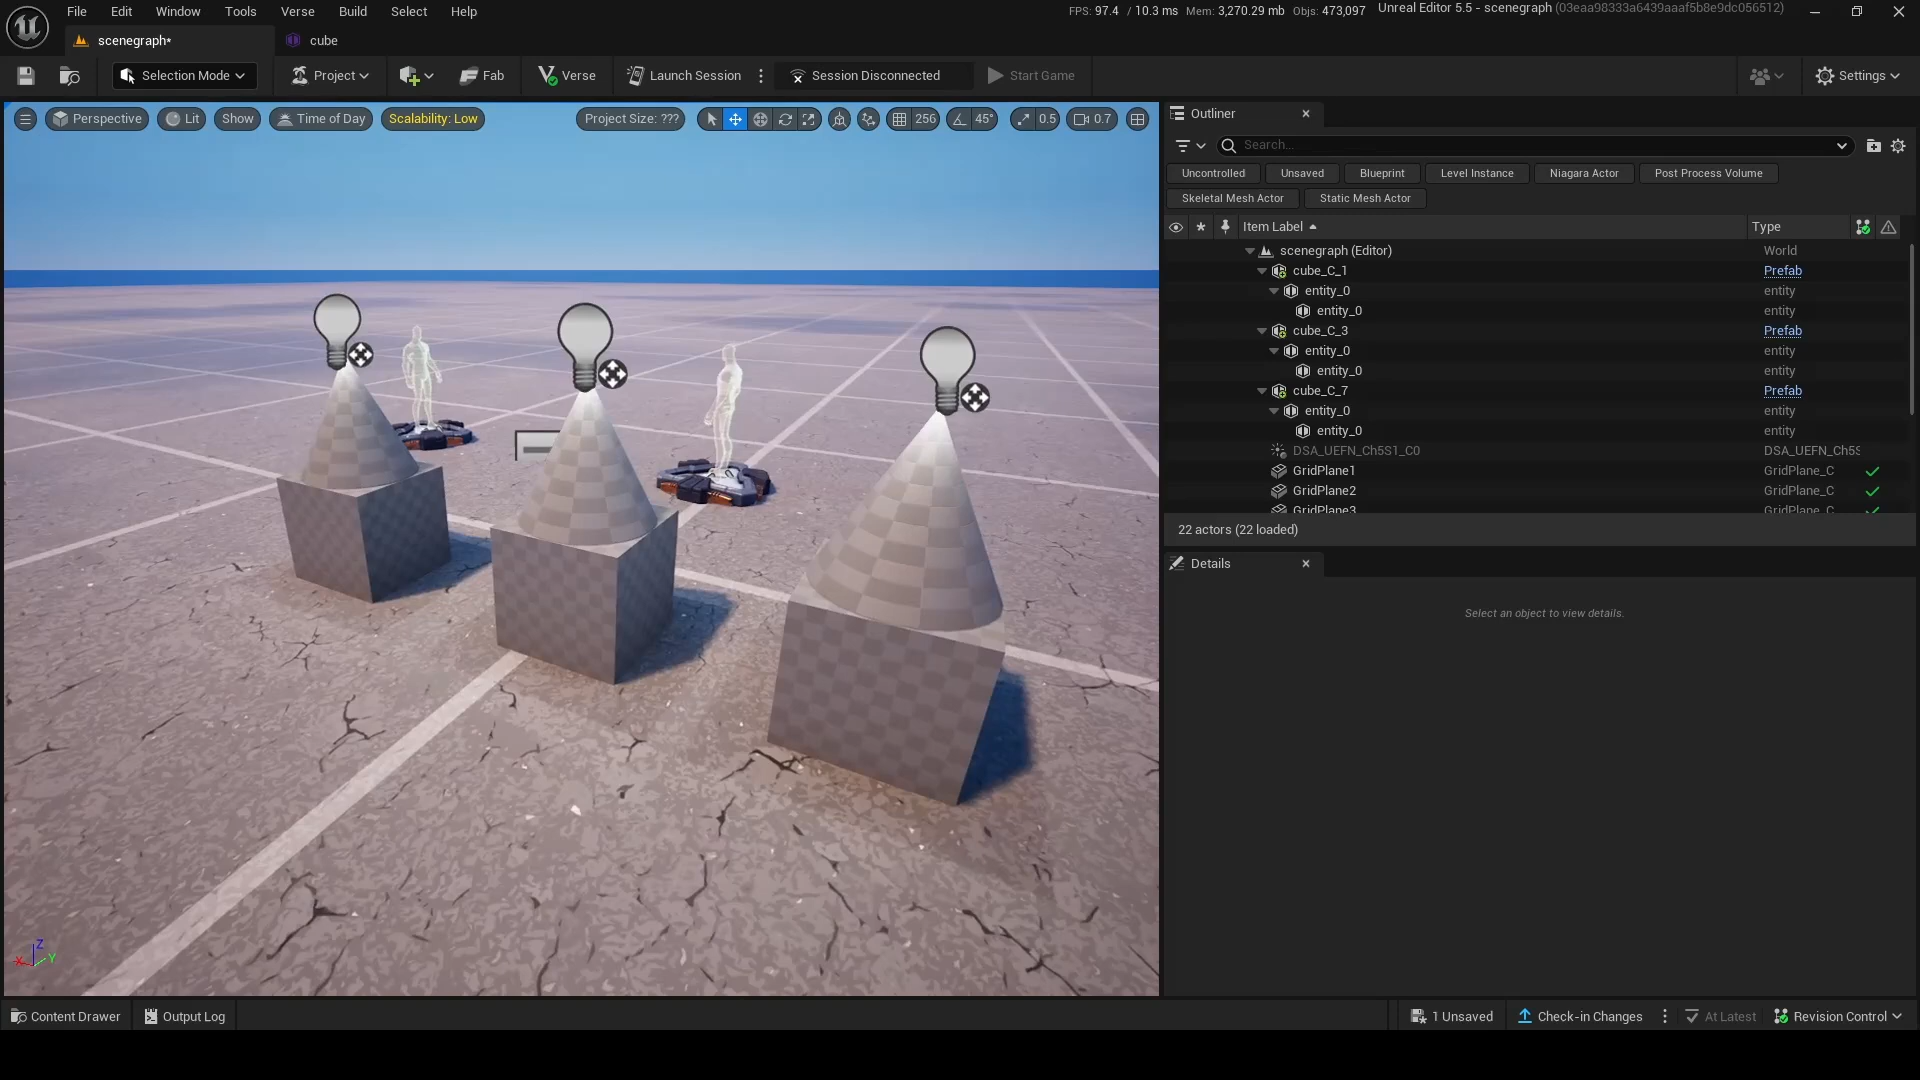 File Edit Window Tools Verse Build Select Help
FPS: 97.4 / 10.3 ms Mem: 3,270.29 mb Objs: 473,097 Unreal Editor 5.5 - scenegraph (03eaa98333a6439aaaf5b8e9dc056512)
scenegraph* cube
Selection Mode Project Fab Verse Launch Session Session Disconnected Start Game Settings
Perspective Lit Show Time of Day Scalability: Low Project Size: ??? 256 45° 0.5 0.7
Z
X Y
Outliner
Search...
Uncontrolled Unsaved Blueprint Level Instance Niagara Actor Post Process Volume
Skeletal Mesh Actor Static Mesh Actor
Item Label Type
scenegraph (Editor) World
cube_C_1 Prefab
entity_0 entity
entity_0 entity
cube_C_3 Prefab
entity_0 entity
entity_0 entity
cube_C_7 Prefab
entity_0 entity
entity_0 entity
DSA_UEFN_Ch5S1_C0 DSA_UEFN_Ch5S
GridPlane1 GridPlane_C
GridPlane2 GridPlane_C
GridPlane3 GridPlane_C
22 actors (22 loaded)
Details
Select an object to view details.
Content Drawer Output Log 1 Unsaved Check-in Changes At Latest Revision Control